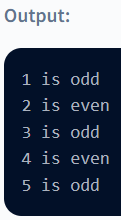 Output:
1 is odd
2 is even
3 is odd
4 is even
5 is odd